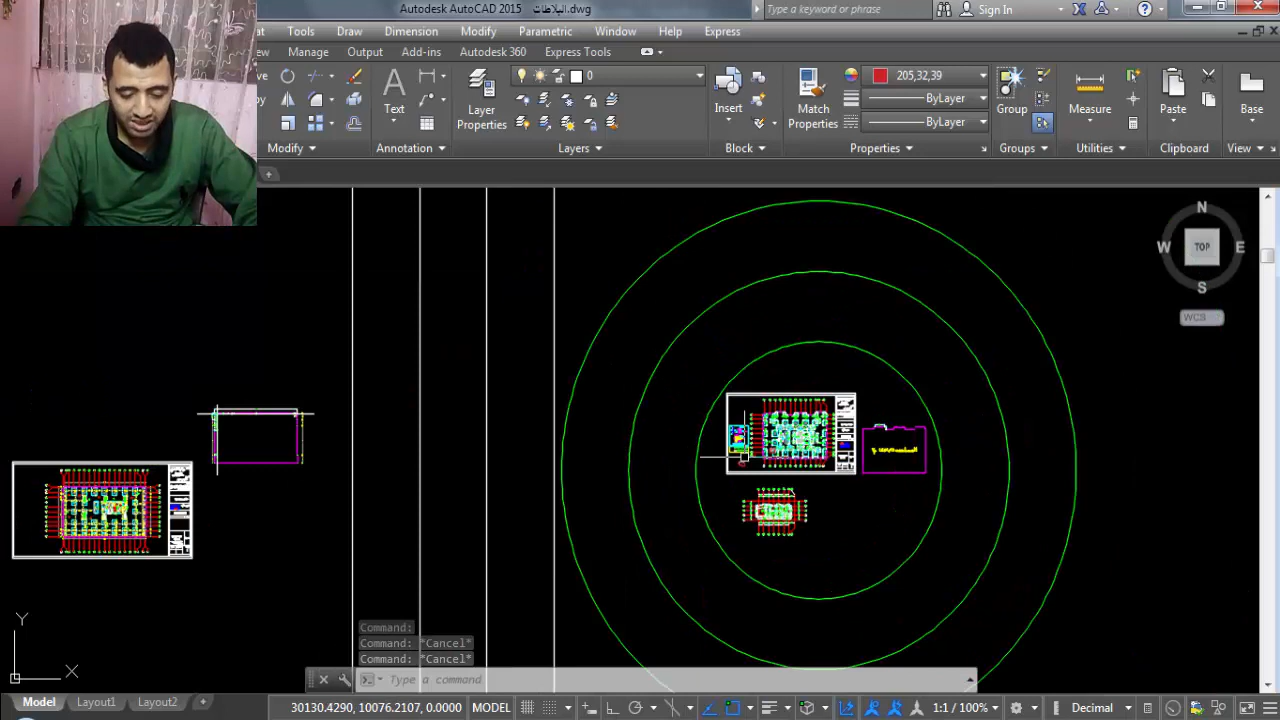 Autodesk AutoCAD 2015 البلاطات.dwg
Type a keyword or phrase
Sign In
Tools Draw Dimension Modify Parametric Window Help Express
Manage Output Add-ins Autodesk 360 Express Tools
Text
Layer
Properties
0
Insert
Match
Properties
205,32,39
ByLayer
ByLayer
Group
Measure
Paste
Base
Modify Annotation Layers Block Properties Groups Utilities Clipboard View
N
W TOP E
S
WCS
Y
X
Command:
Command: *Cancel*
Command: *Cancel*
Type a command
Model Layout1 Layout2
30130.4290, 10076.2107, 0.0000 MODEL 1:1 / 100% Decimal